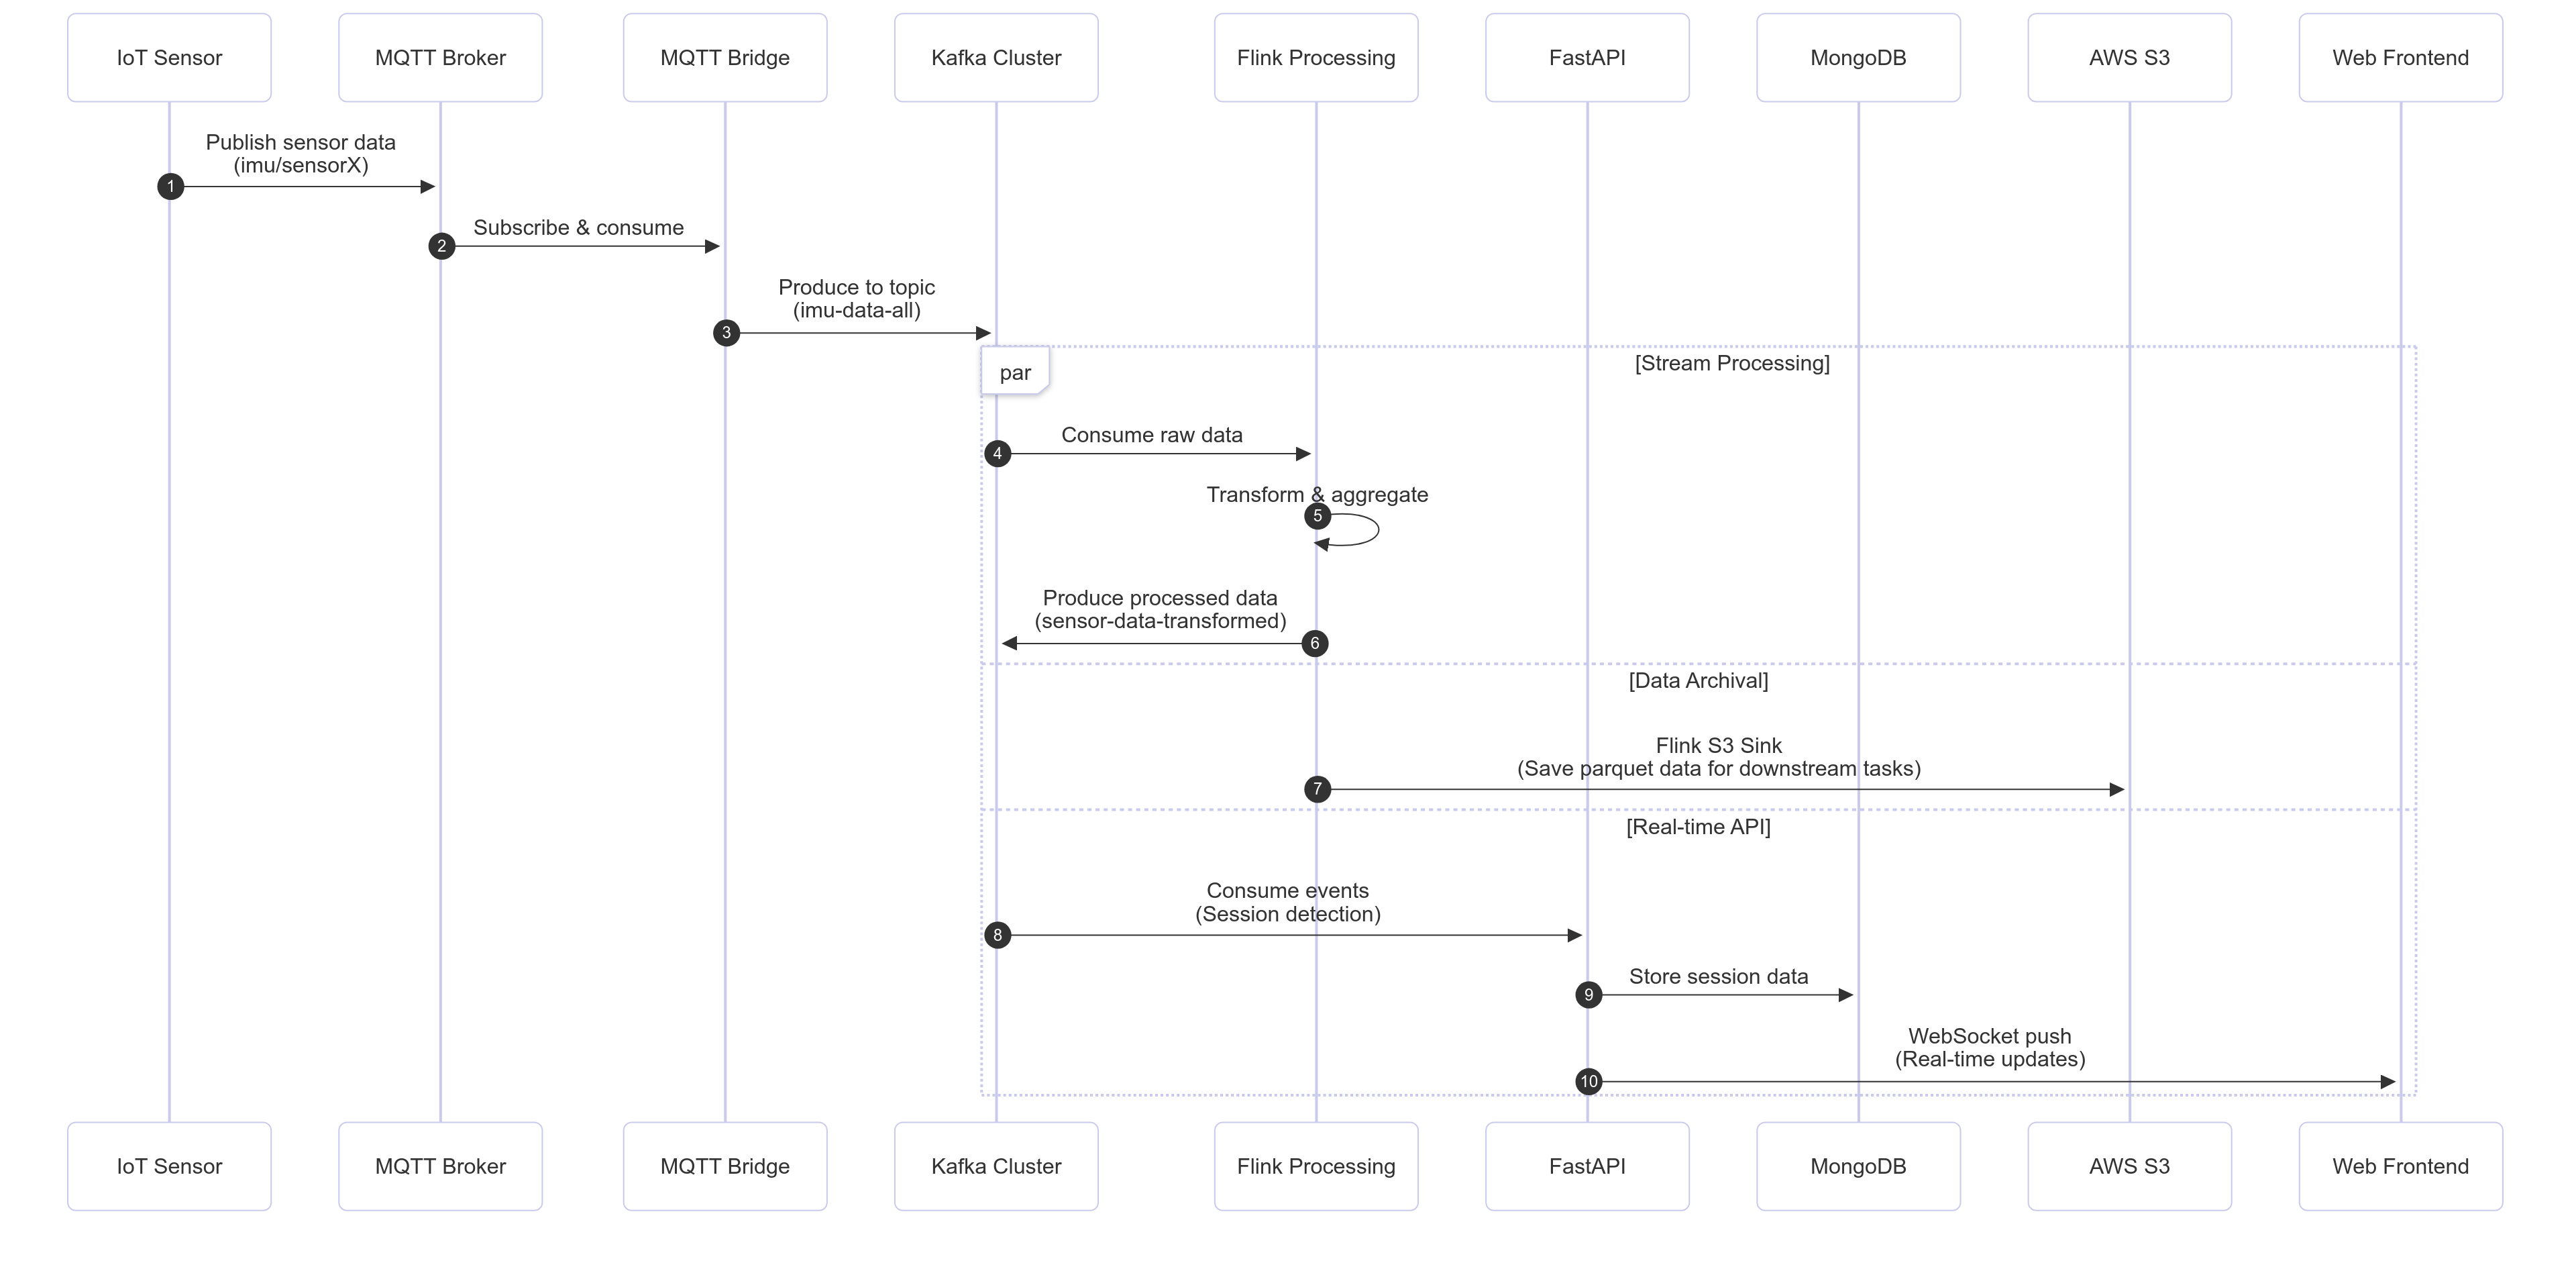 IoT Sensor
MQTT Broker
MQTT Bridge
Kafka Cluster
Flink Processing
FastAPI
MongoDB
AWS S3
Web Frontend
Publish sensor data
(imu/sensorX)
1
Subscribe & consume
2
Produce to topic
(imu-data-all)
3
par
[Stream Processing]
Consume raw data
4
Transform & aggregate
5
Produce processed data
(sensor-data-transformed)
6
[Data Archival]
Flink S3 Sink
(Save parquet data for downstream tasks)
7
[Real-time API]
Consume events
(Session detection)
8
Store session data
9
WebSocket push
(Real-time updates)
10
IoT Sensor
MQTT Broker
MQTT Bridge
Kafka Cluster
Flink Processing
FastAPI
MongoDB
AWS S3
Web Frontend